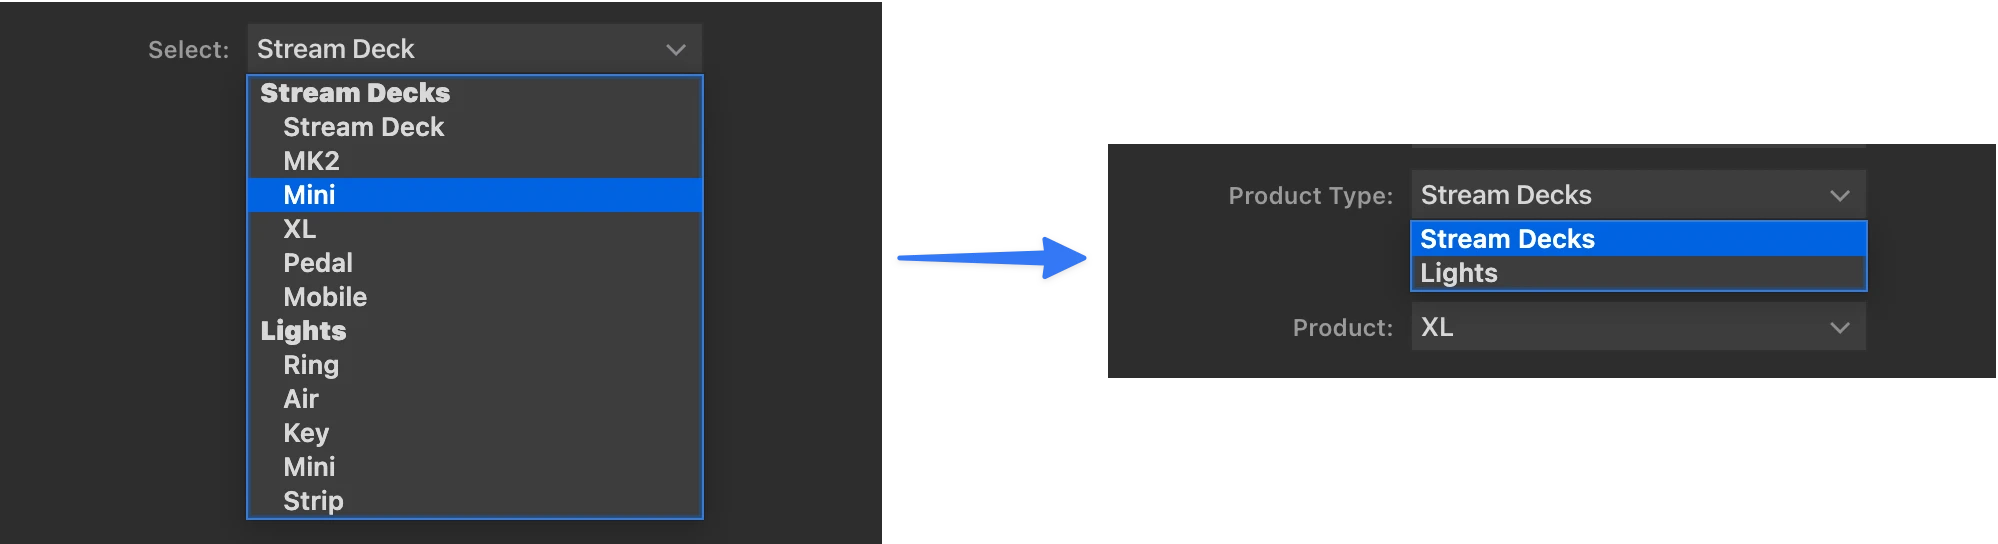 Select: Stream Deck
Stream Decks
Stream Deck
MK2
Mini
XL
Pedal
Mobile
Lights
Ring
Air
Key
Mini
Strip
Product Type: Stream Decks
Stream Decks
Lights
Product: XL